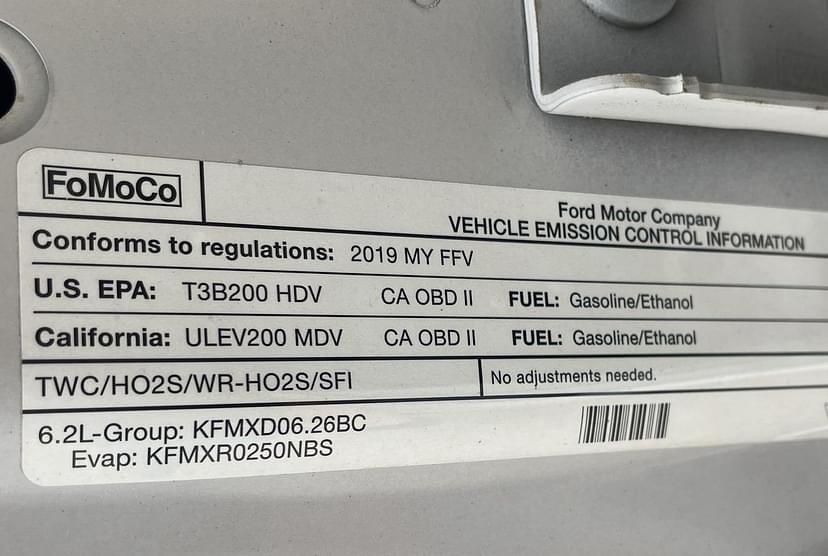 FoMoCo
Ford Motor Company
VEHICLE EMISSION CONTROL INFORMATION
Conforms to regulations: 2019 MY FFV
U.S. EPA: T3B200 HDV CA OBD II FUEL: Gasoline/Ethanol
California: ULEV200 MDV CA OBD II FUEL: Gasoline/Ethanol
TWC/HO2S/WR-HO2S/SFI No adjustments needed.
6.2L-Group: KFMXD06.26BC
Evap: KFMXR0250NBS